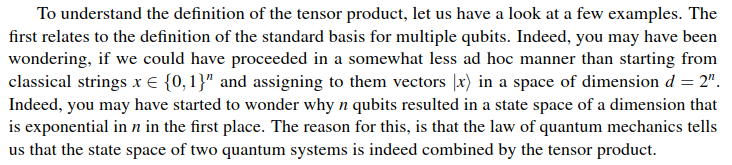 To understand the definition of the tensor product, let us have a look at a few examples. The
first relates to the definition of the standard basis for multiple qubits. Indeed, you may have been
wondering, if we could have proceeded in a somewhat less ad hoc manner than starting from
classical strings x ∈ {0,1}ⁿ and assigning to them vectors |x⟩ in a space of dimension d = 2ⁿ.
Indeed, you may have started to wonder why n qubits resulted in a state space of a dimension that
is exponential in n in the first place. The reason for this, is that the law of quantum mechanics tells
us that the state space of two quantum systems is indeed combined by the tensor product.